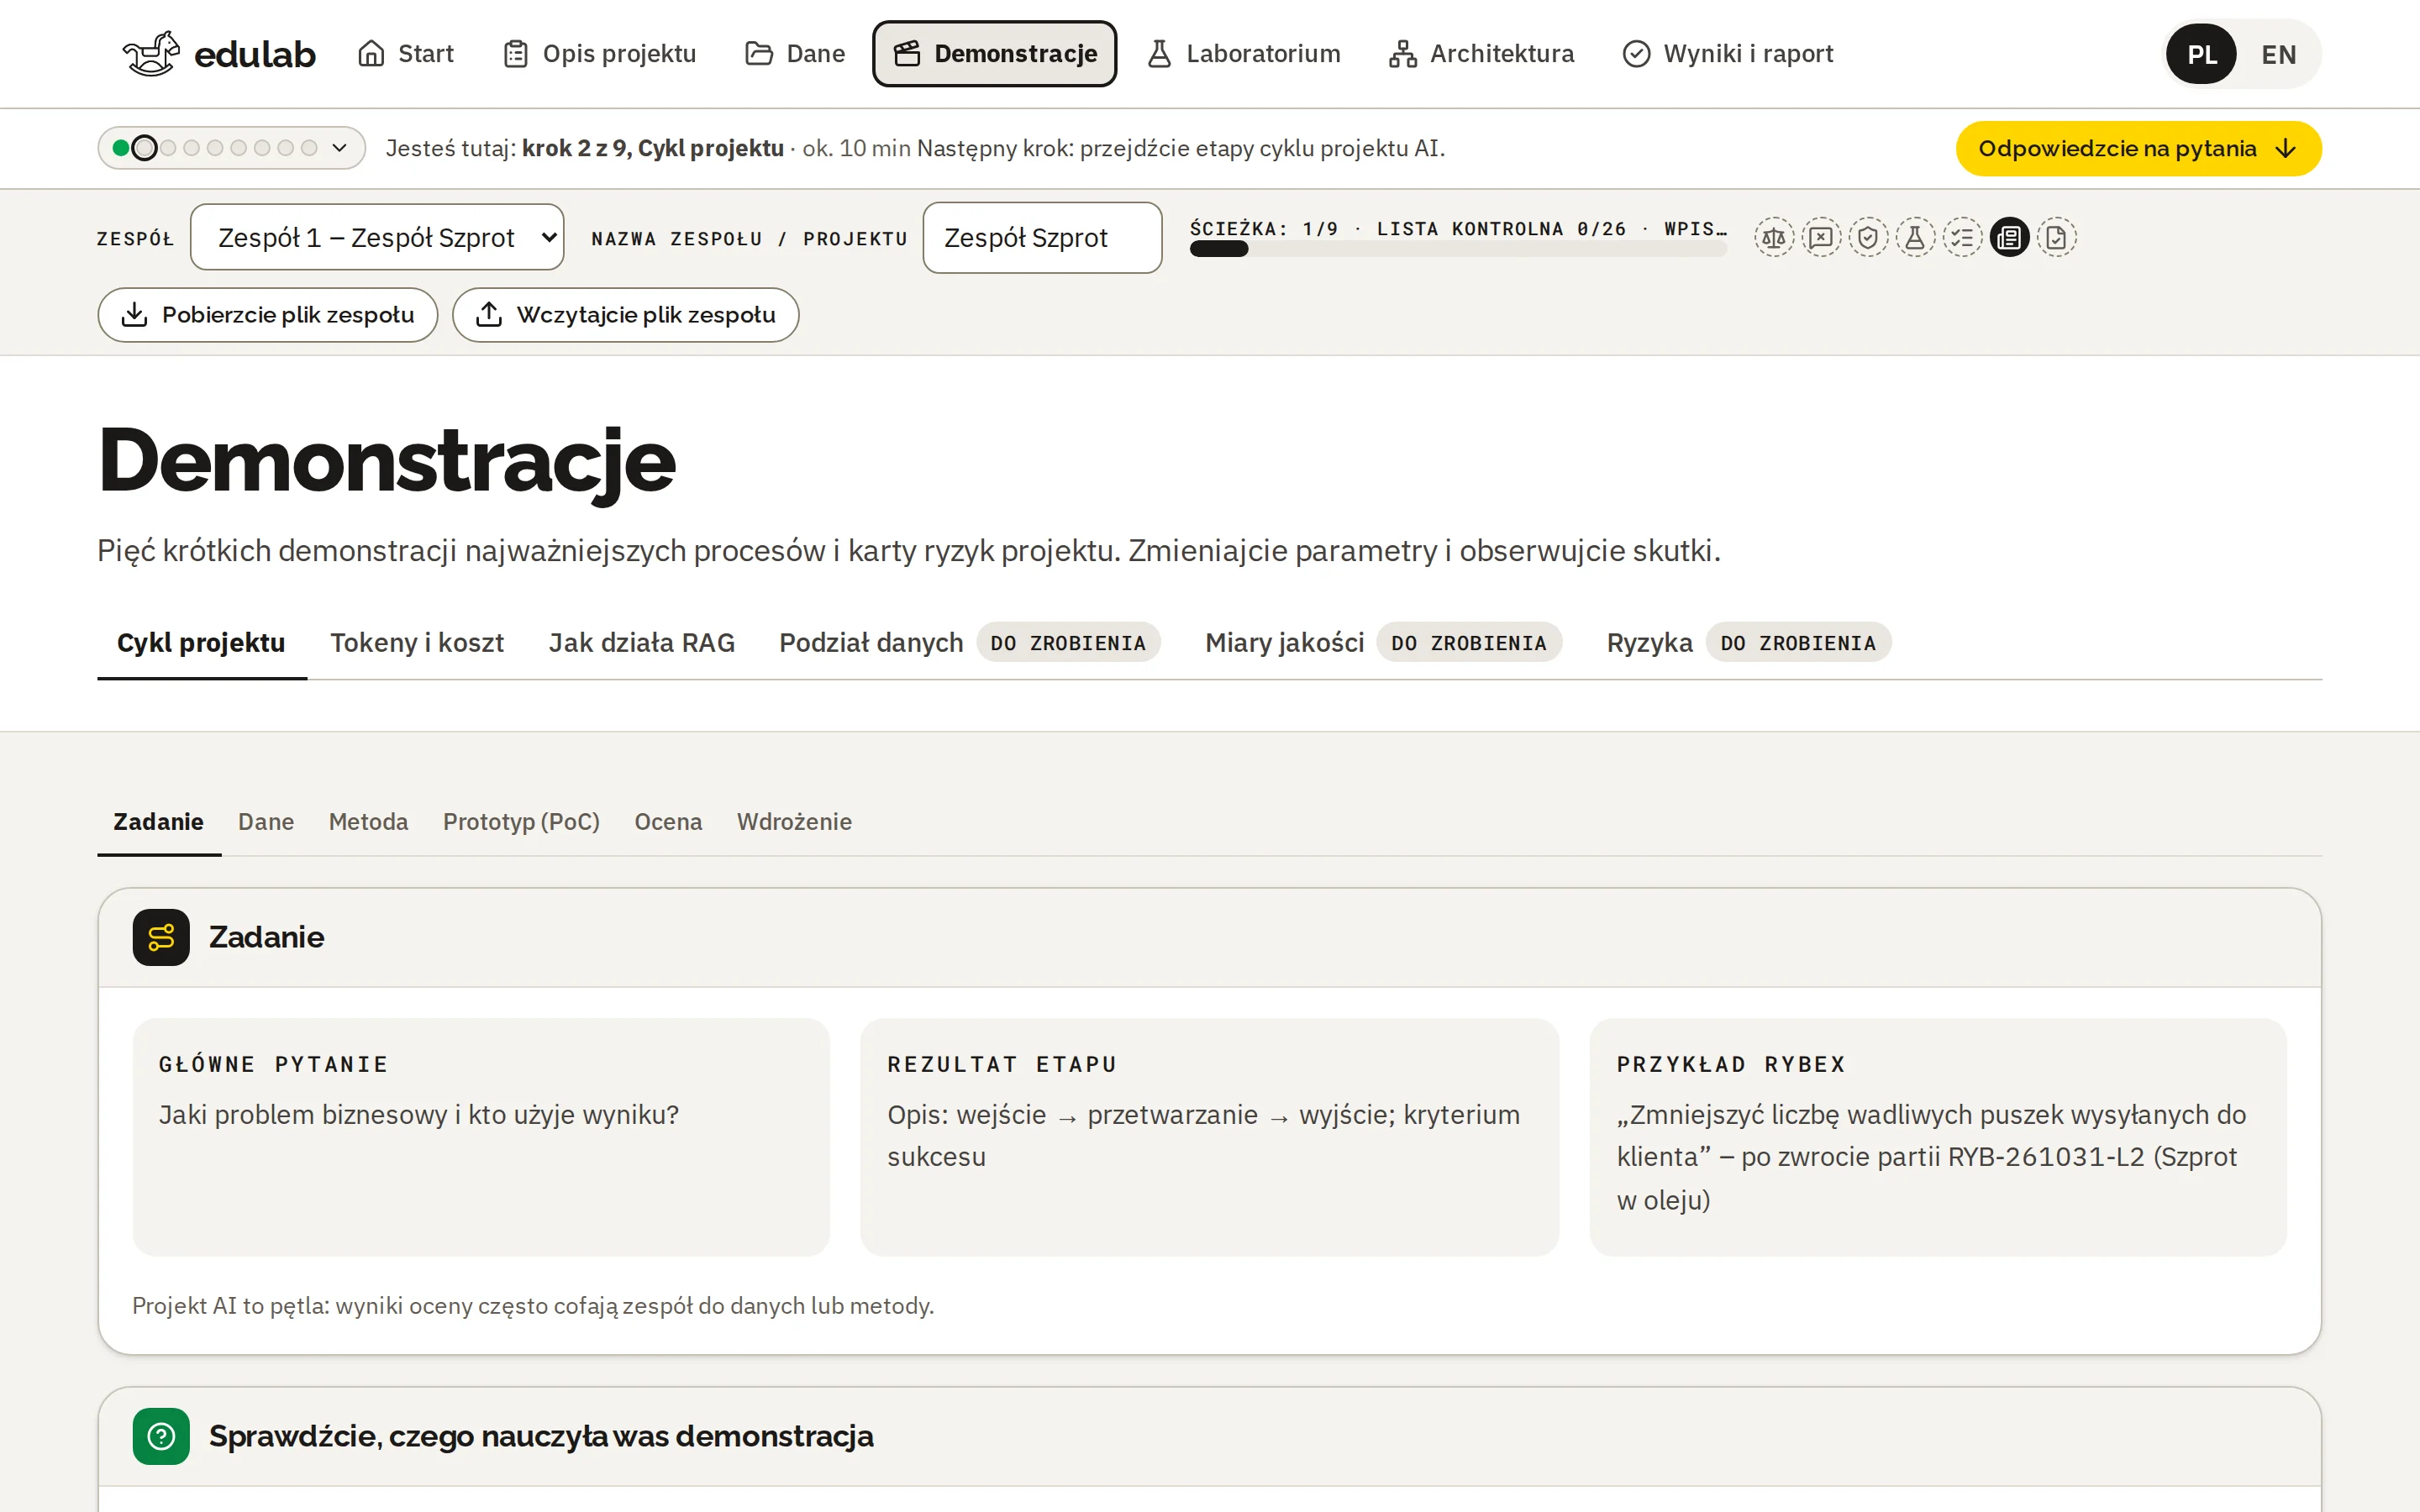 edulab
Start
Opis projektu
Dane
Demonstracje
Laboratorium
Architektura
Wyniki i raport
PL
EN
Jesteś tutaj: krok 2 z 9, Cykl projektu · ok. 10 min Następny krok: przejdźcie etapy cyklu projektu AI.
Odpowiedzcie na pytania
ZESPÓŁ
Zespół 1 – Zespół Szprot
NAZWA ZESPOŁU / PROJEKTU
Zespół Szprot
ŚCIEŻKA: 1/9 · LISTA KONTROLNA 0/26 · WPIS…
Pobierzcie plik zespołu
Wczytajcie plik zespołu
Demonstracje
Pięć krótkich demonstracji najważniejszych procesów i karty ryzyk projektu. Zmieniajcie parametry i obserwujcie skutki.
Cykl projektu
Tokeny i koszt
Jak działa RAG
Podział danych DO ZROBIENIA
Miary jakości DO ZROBIENIA
Ryzyka DO ZROBIENIA
Zadanie
Dane
Metoda
Prototyp (PoC)
Ocena
Wdrożenie
Zadanie
GŁÓWNE PYTANIE
Jaki problem biznesowy i kto użyje wyniku?
REZULTAT ETAPU
Opis: wejście → przetwarzanie → wyjście; kryterium
sukcesu
PRZYKŁAD RYBEX
„Zmniejszyć liczbę wadliwych puszek wysyłanych do
klienta” – po zwrocie partii RYB-261031-L2 (Szprot
w oleju)
Projekt AI to pętla: wyniki oceny często cofają zespół do danych lub metody.
Sprawdźcie, czego nauczyła was demonstracja